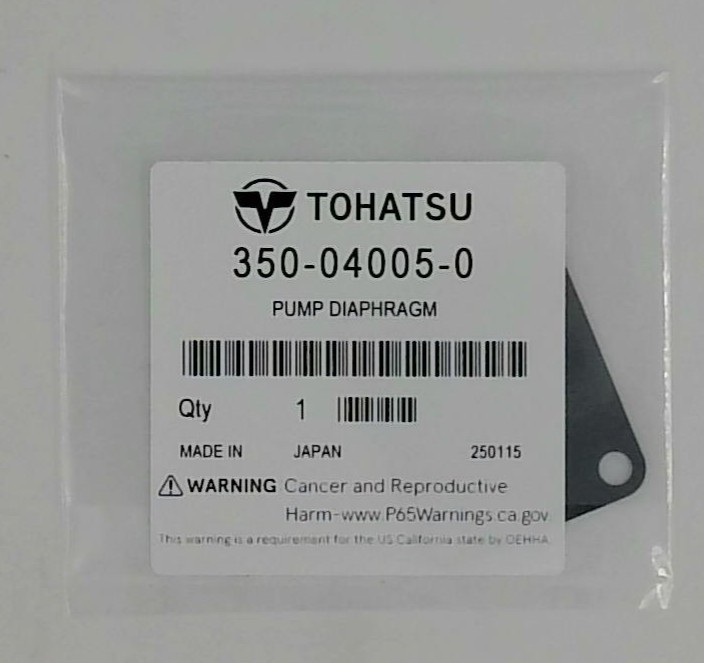 TOHATSU
350-04005-0
PUMP DIAPHRAGM
Qty 1
MADE IN JAPAN 250115
WARNING Cancer and Reproductive
Harm-www.P65Warnings.ca.gov.
This warning is a requirement for the US California state by OEHHA.